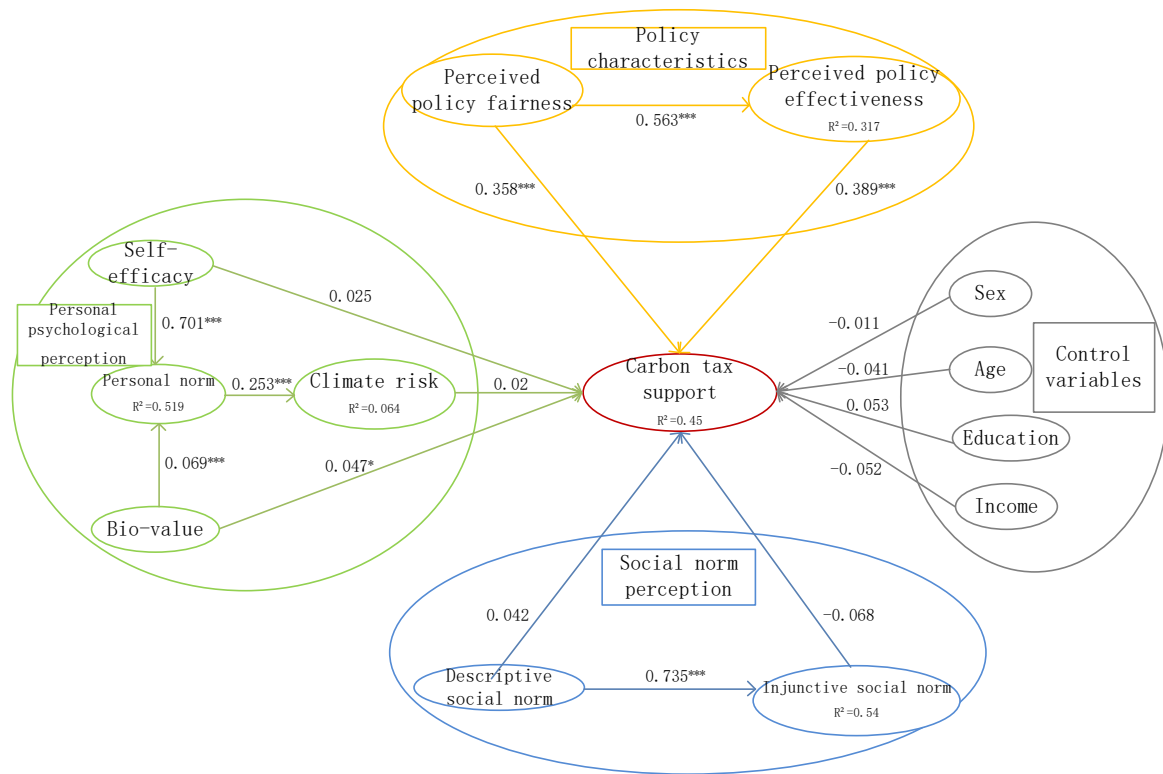 Policy
characteristics
Perceived
policy fairness
Perceived policy
effectiveness
R²=0.317
0.563***
0.358***
0.389***
Self-
efficacy
0.025
Personal
psychological
perception
0.701***
Personal norm
R²=0.519
0.253***
Climate risk
R²=0.064
0.02
0.069***
0.047*
Bio-value
Carbon tax
support
R²=0.45
Sex
-0.011
Age
-0.041
Control
variables
0.053
Education
-0.052
Income
Social norm
perception
0.042
-0.068
Descriptive
social norm
0.735***
Injunctive social norm
R²=0.54